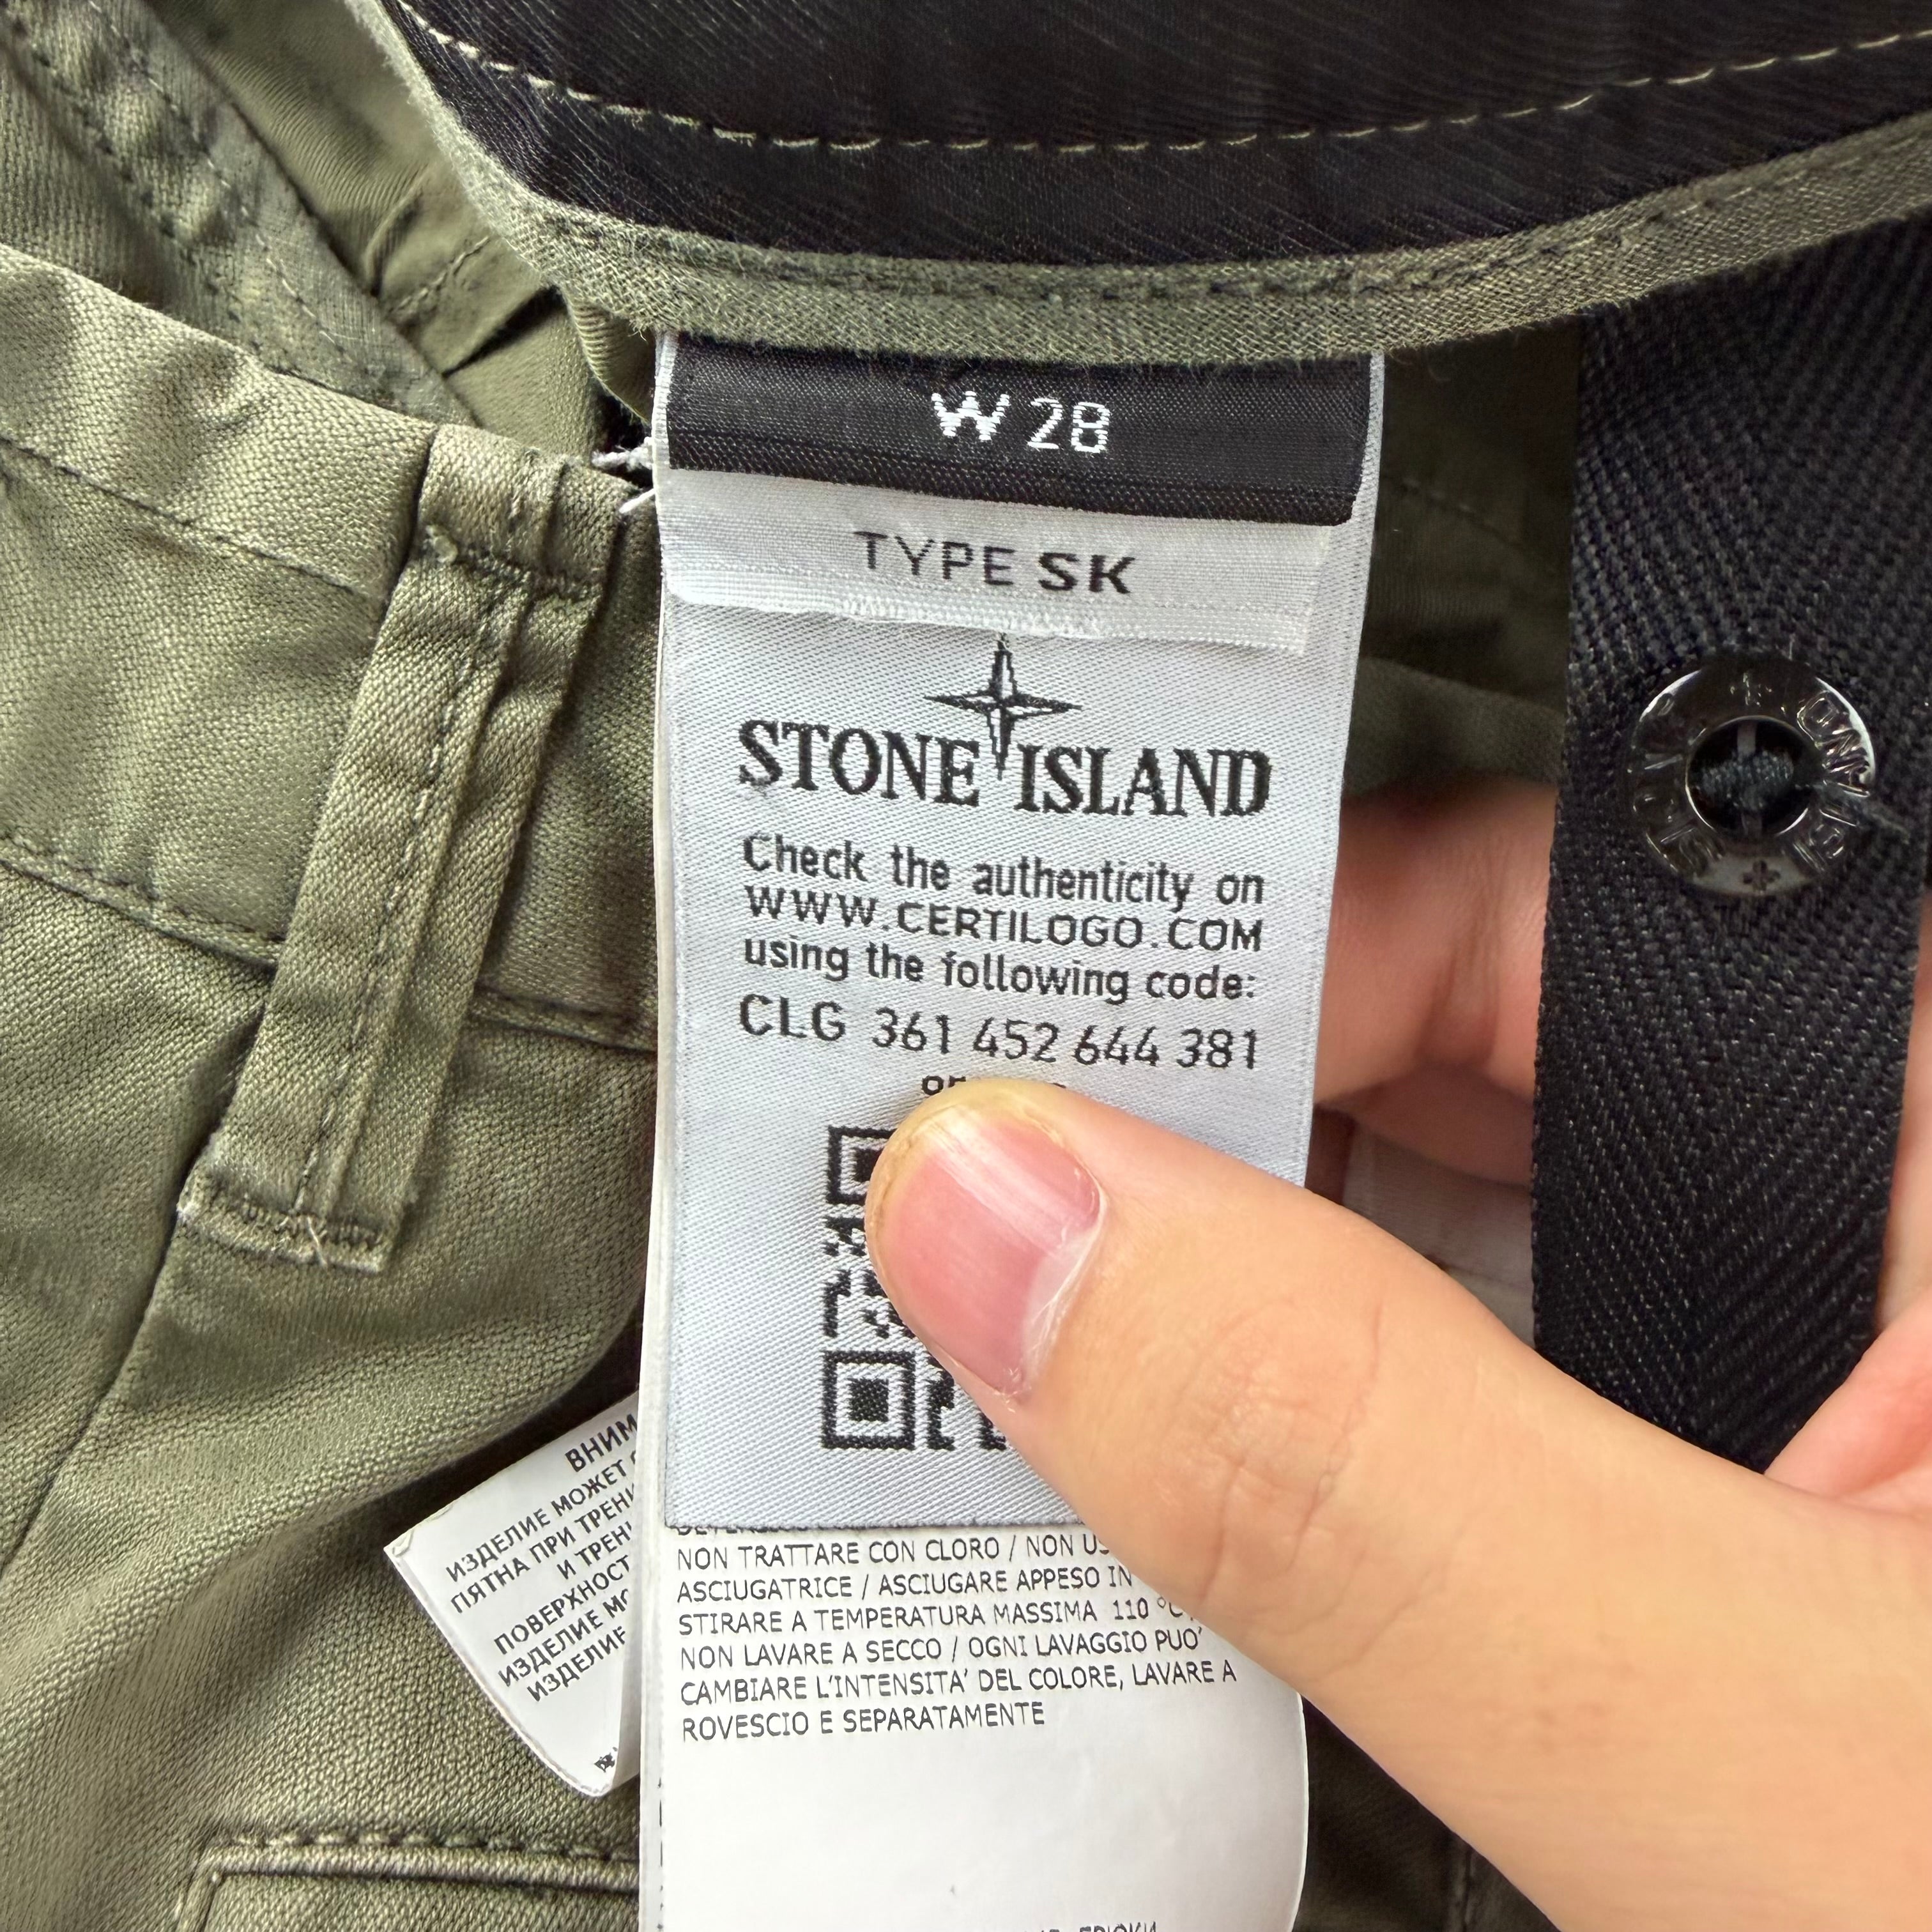 W 28
TYPE SK
STONE ISLAND
Check the authenticity on
WWW.CERTILOGO.COM
using the following code:
CLG 361 452 644 381
NON TRATTARE CON CLORO / NON
ASCIUGATRICE / ASCIUGARE APPESO IN
STIRARE A TEMPERATURA MASSIMA 110 °C
NON LAVARE A SECCO / OGNI LAVAGGIO PUO'
CAMBIARE L'INTENSITA' DEL COLORE, LAVARE A
ROVESCIO E SEPARATAMENTE
ВНИМ
ИЗДЕЛИЕ МОЖЕТ
ПЯТНА ПРИ ТРЕНИ
И ТРЕН
ПОВЕРХНОСТ
ИЗДЕЛИЕ МО
ИЗДЕЛИЕ